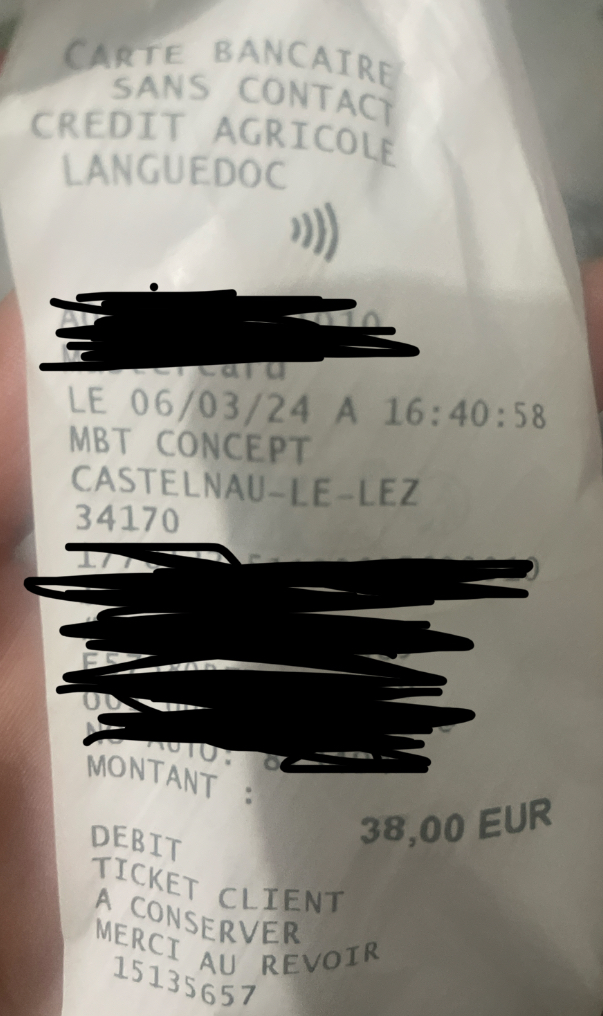 CARTE BANCAIRE
SANS CONTACT
CREDIT AGRICOLE
LANGUEDOC
LE 06/03/24 A 16:40:58
MBT CONCEPT
CASTELNAU-LE-LEZ
34170
MONTANT :
38,00 EUR
DEBIT
TICKET CLIENT
A CONSERVER
MERCI AU REVOIR
15135657